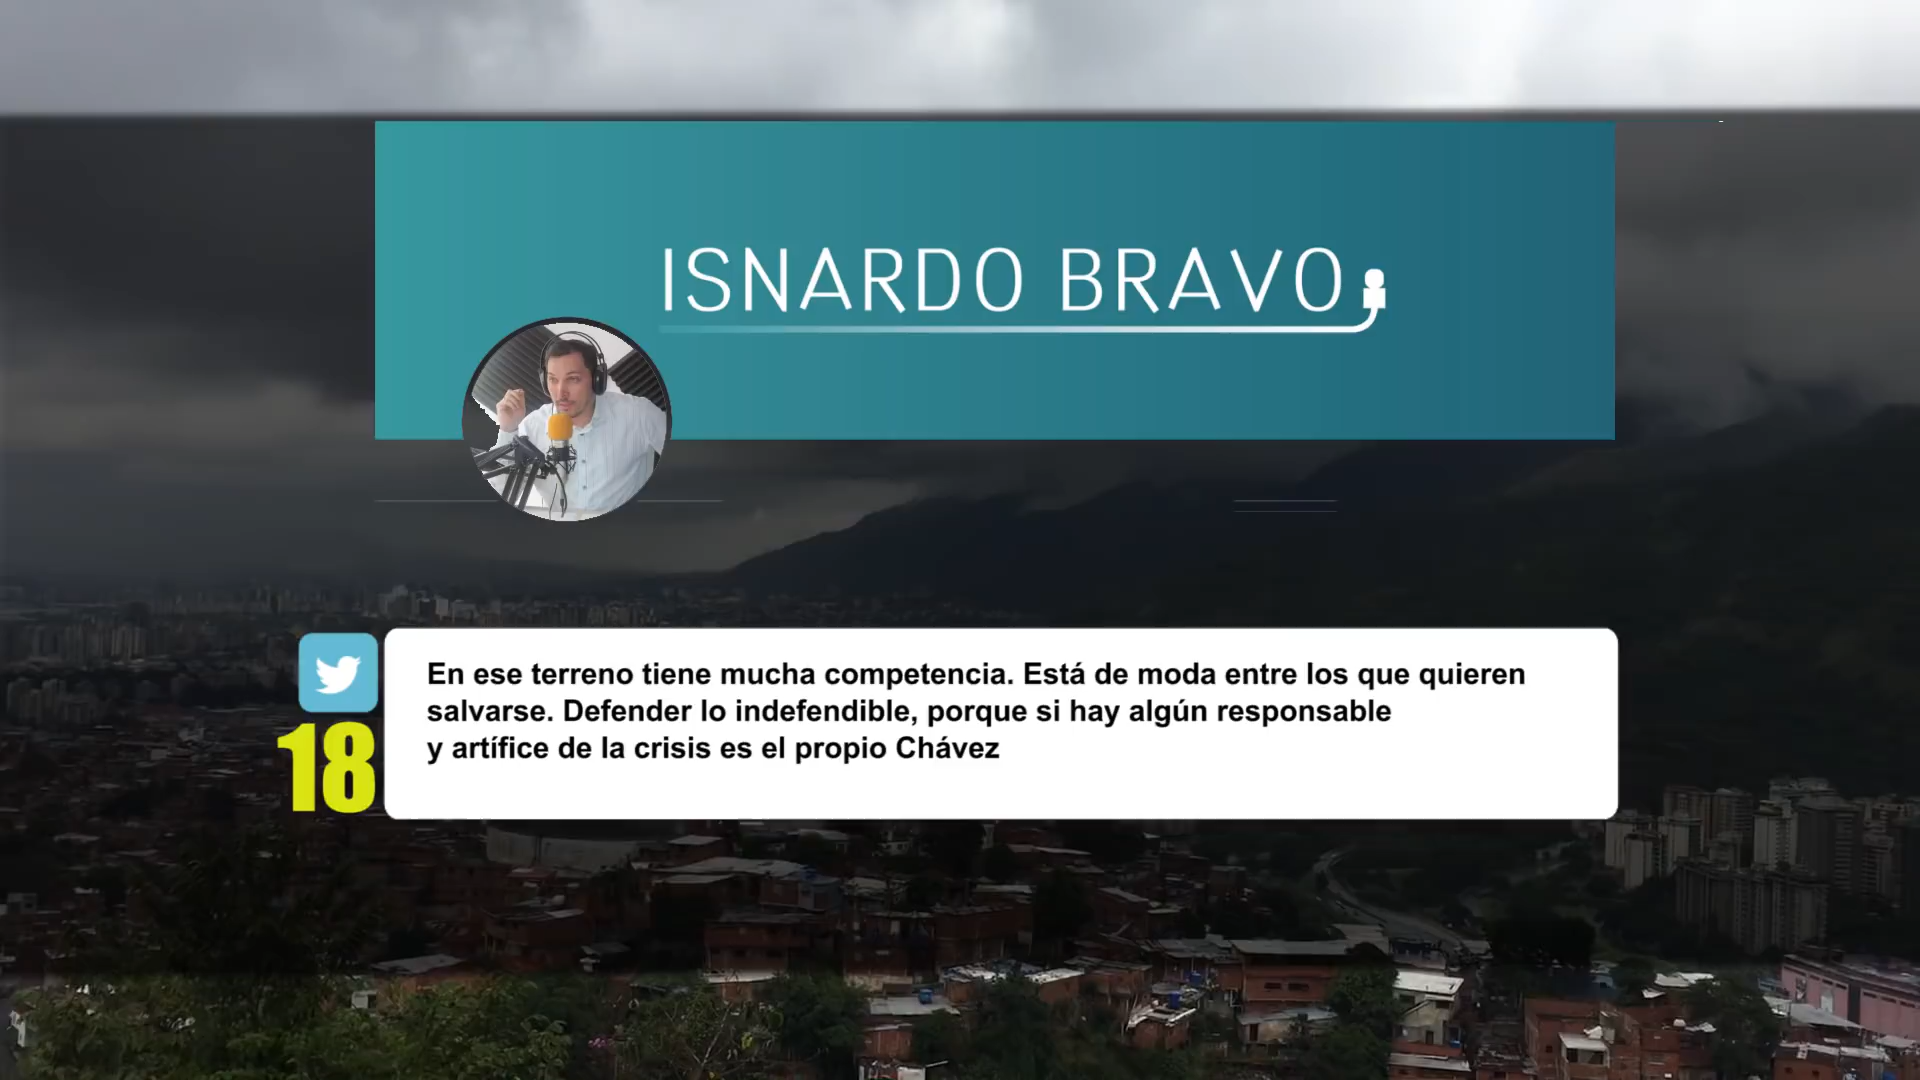 ISNARDO BRAVO
18
En ese terreno tiene mucha competencia. Está de moda entre los que quieren
salvarse. Defender lo indefendible, porque si hay algún responsable
y artífice de la crisis es el propio Chávez